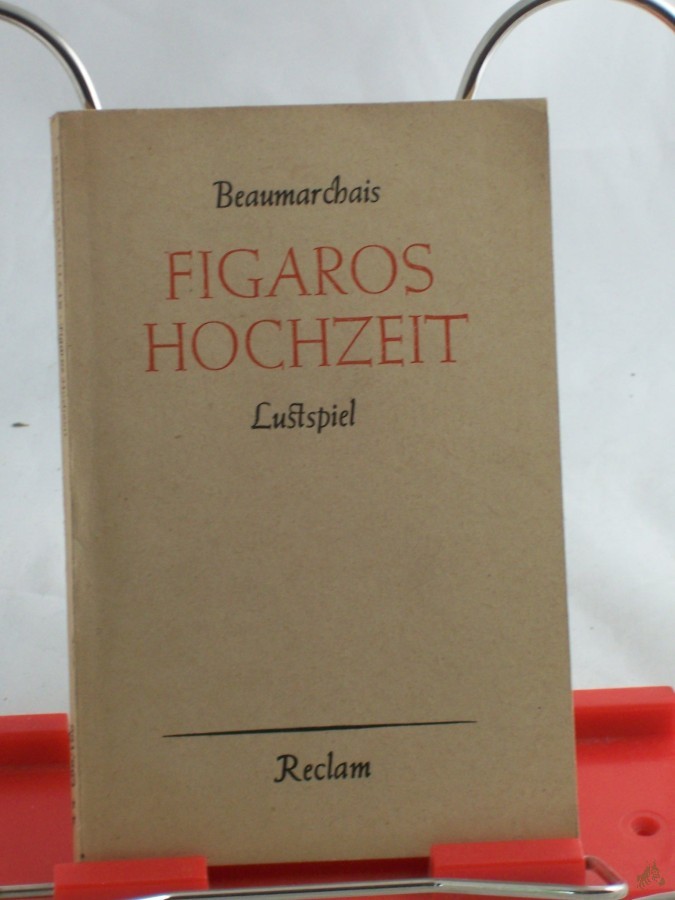 Beaumarchais
FIGAROS
HOCHZEIT
Lustspiel
Reclam